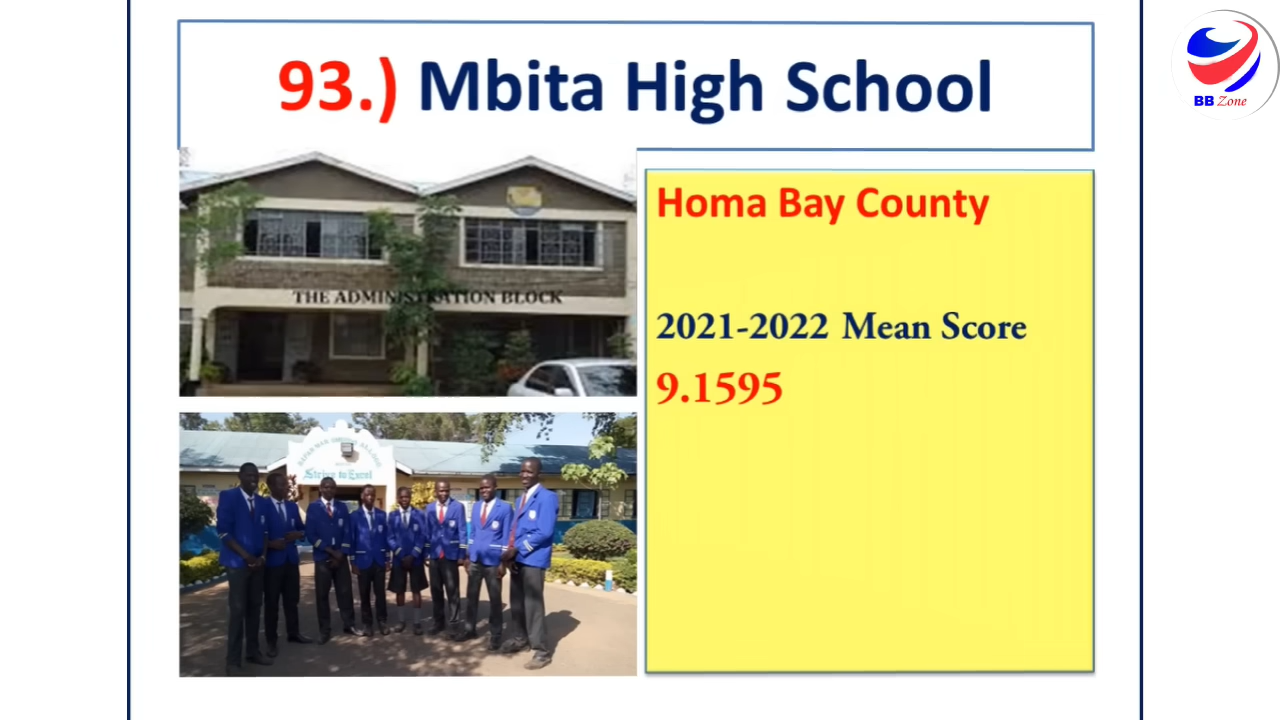 93.) Mbita High School
BB Zone
THE ADMINISTRATION BLOCK
Homa Bay County
2021-2022 Mean Score
9.1595
Strive to Excel